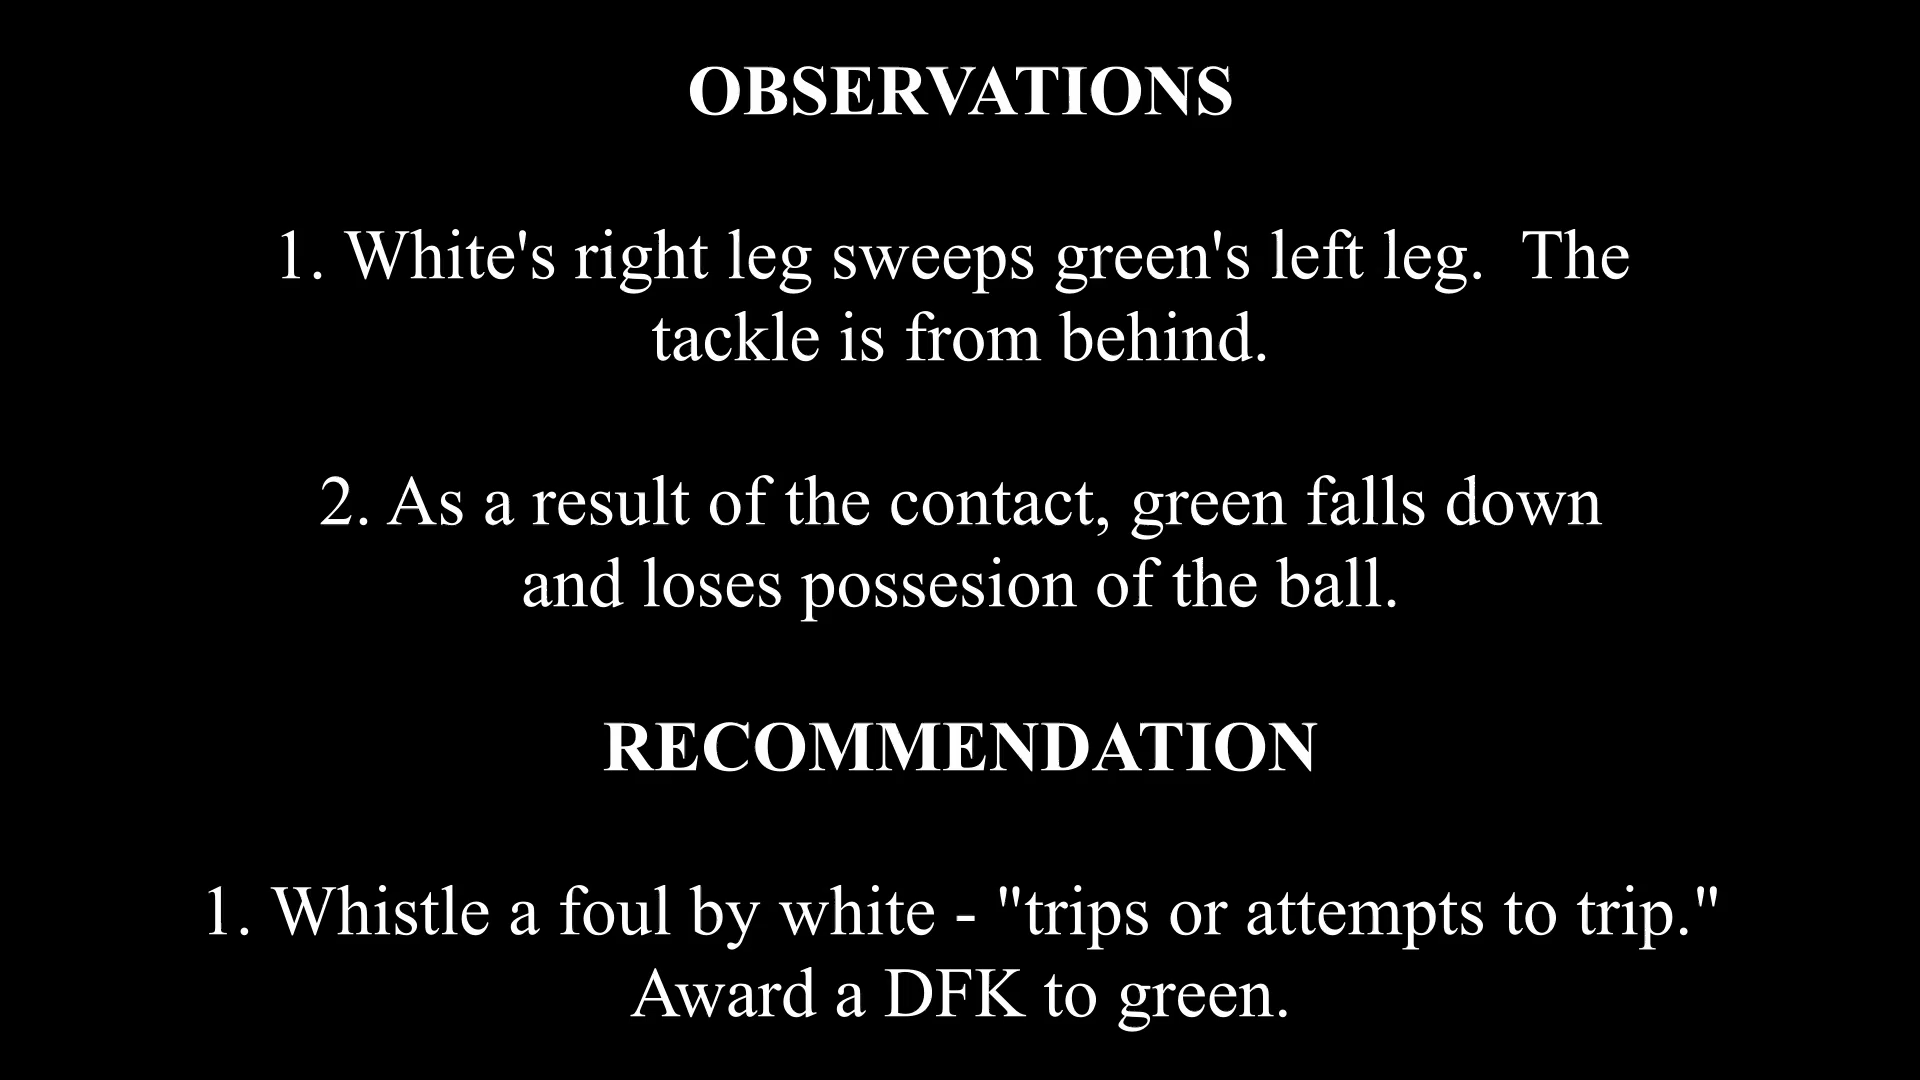 OBSERVATIONS
1. White's right leg sweeps green's left leg.  The
tackle is from behind.
2. As a result of the contact, green falls down
and loses possesion of the ball.
RECOMMENDATION
1. Whistle a foul by white - "trips or attempts to trip."
Award a DFK to green.